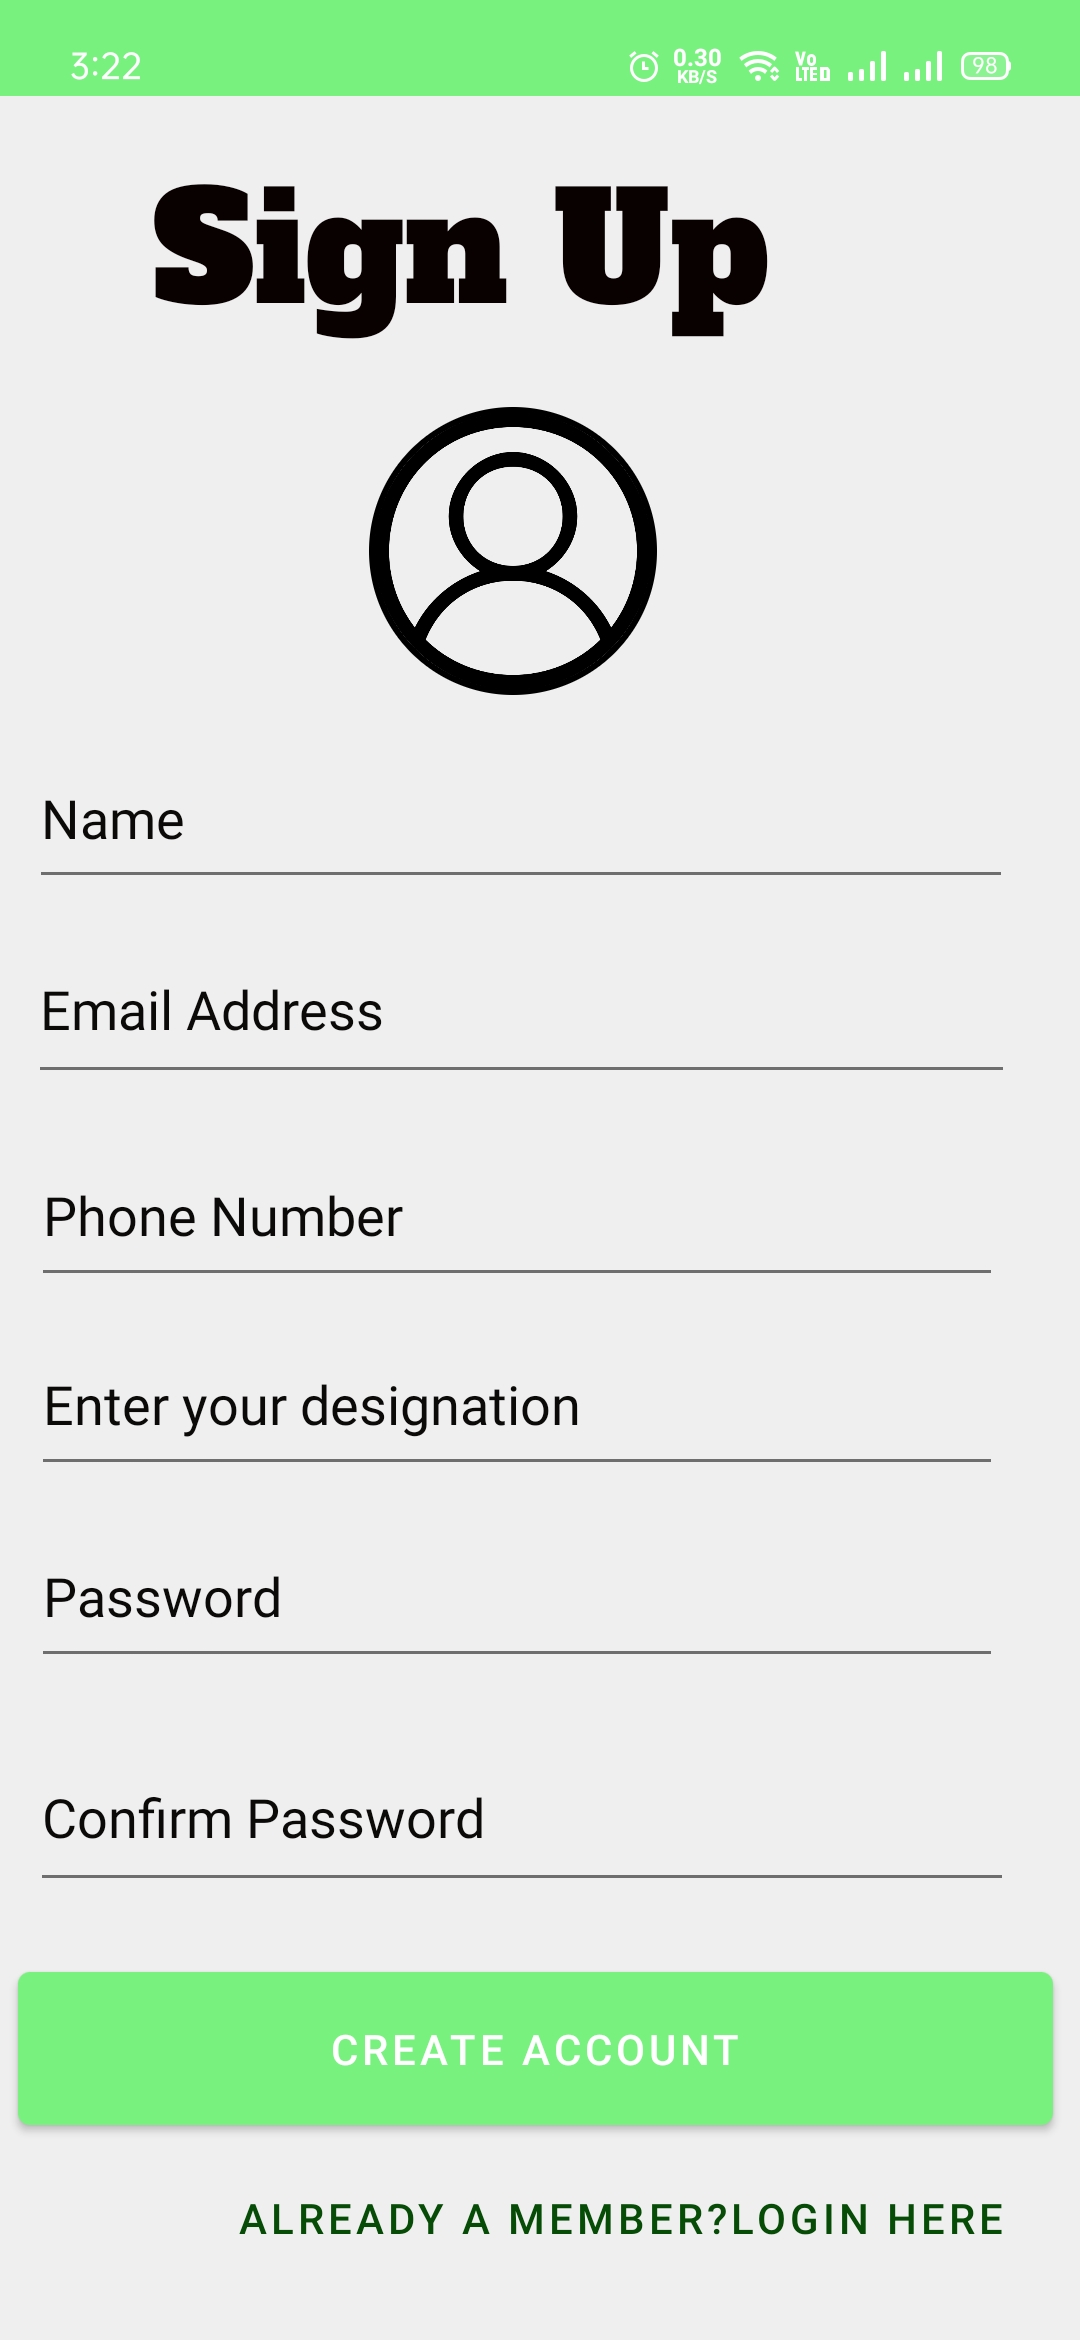 3:22 0.30 KB/S Vo LTE 98
Sign Up
Name
Email Address
Phone Number
Enter your designation
Password
Confirm Password
CREATE ACCOUNT
ALREADY A MEMBER?LOGIN HERE